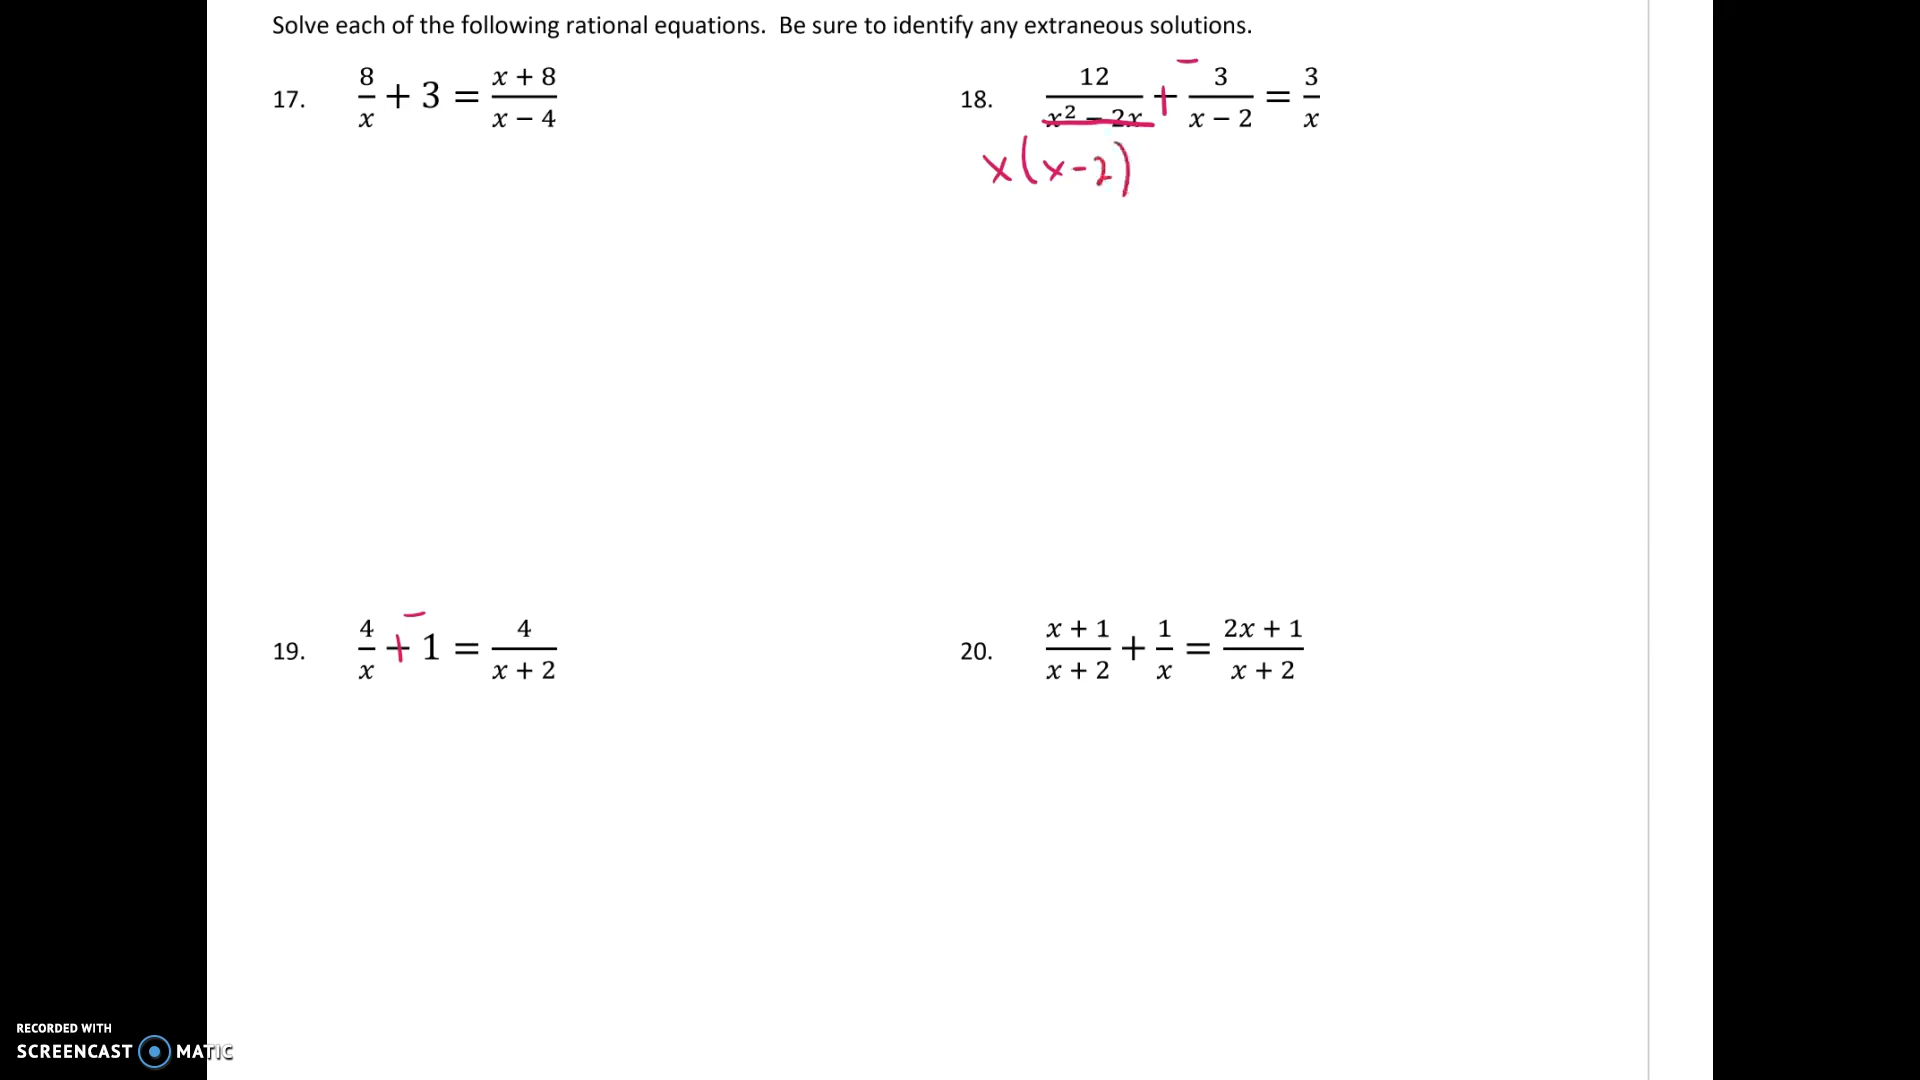 Solve each of the following rational equations. Be sure to identify any extraneous solutions.
17. 8/x + 3 = (x + 8)/(x − 4)
18. 12/(x² − 2x) + −3/(x − 2) = 3/x
x(x-2)
19. 4/x + −1 = 4/(x + 2)
20. (x + 1)/(x + 2) + 1/x = (2x + 1)/(x + 2)
RECORDED WITH
SCREENCAST MATIC